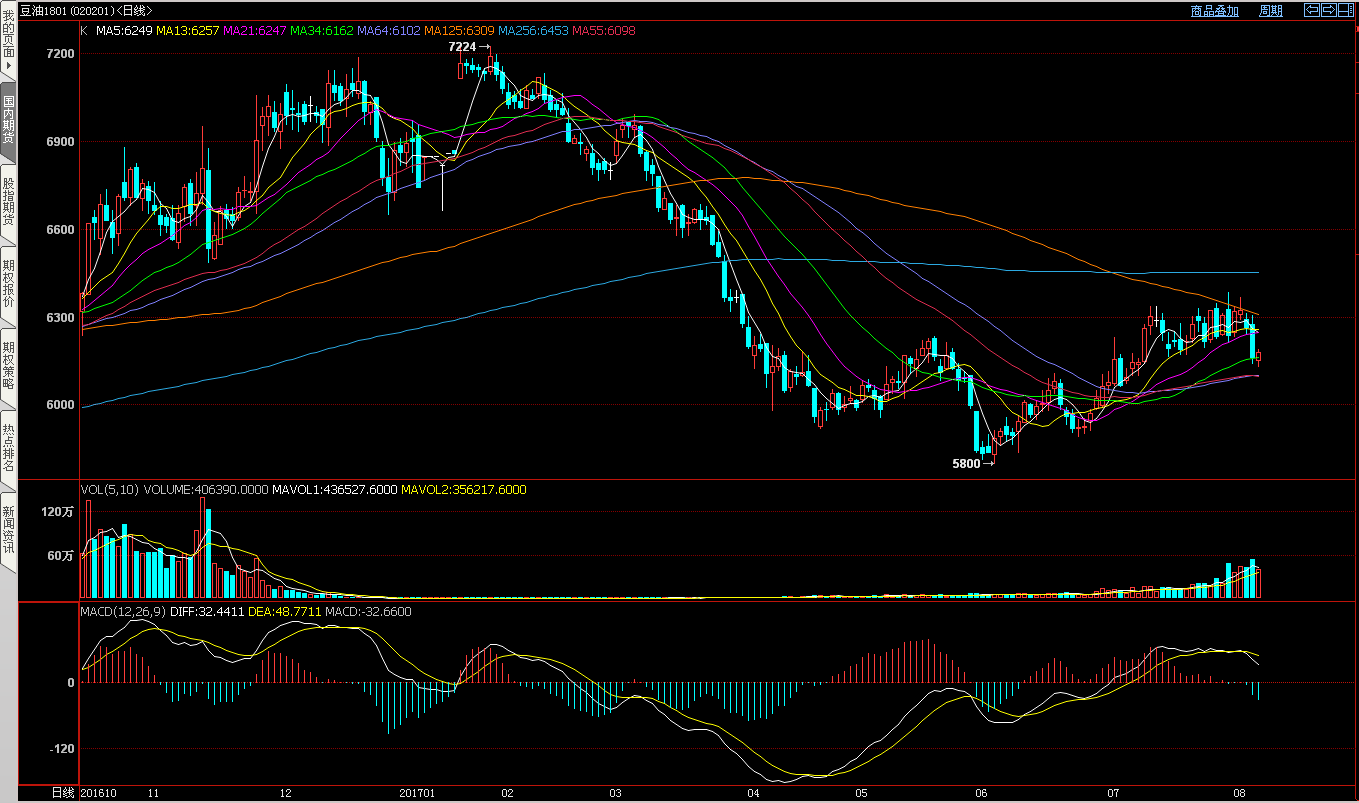 豆油1801 (020201)<日线>
商品叠加 周期
我的页面
国内期货
股指期货
期权报价
期权策略
热点排名
新闻资讯
K MA5:6249 MA13:6257 MA21:6247 MA34:6162 MA64:6102 MA125:6309 MA256:6453 MA55:6098
7224→
7200
6900
6600
6300
6000
5800→
VOL(5,10) VOLUME:406390.0000 MAVOL1:436527.6000 MAVOL2:356217.6000
120万
60万
MACD(12,26,9) DIFF:32.4411 DEA:48.7711 MACD:-32.6600
0
-120
日线 201610 11 12 201701 02 03 04 05 06 07 08